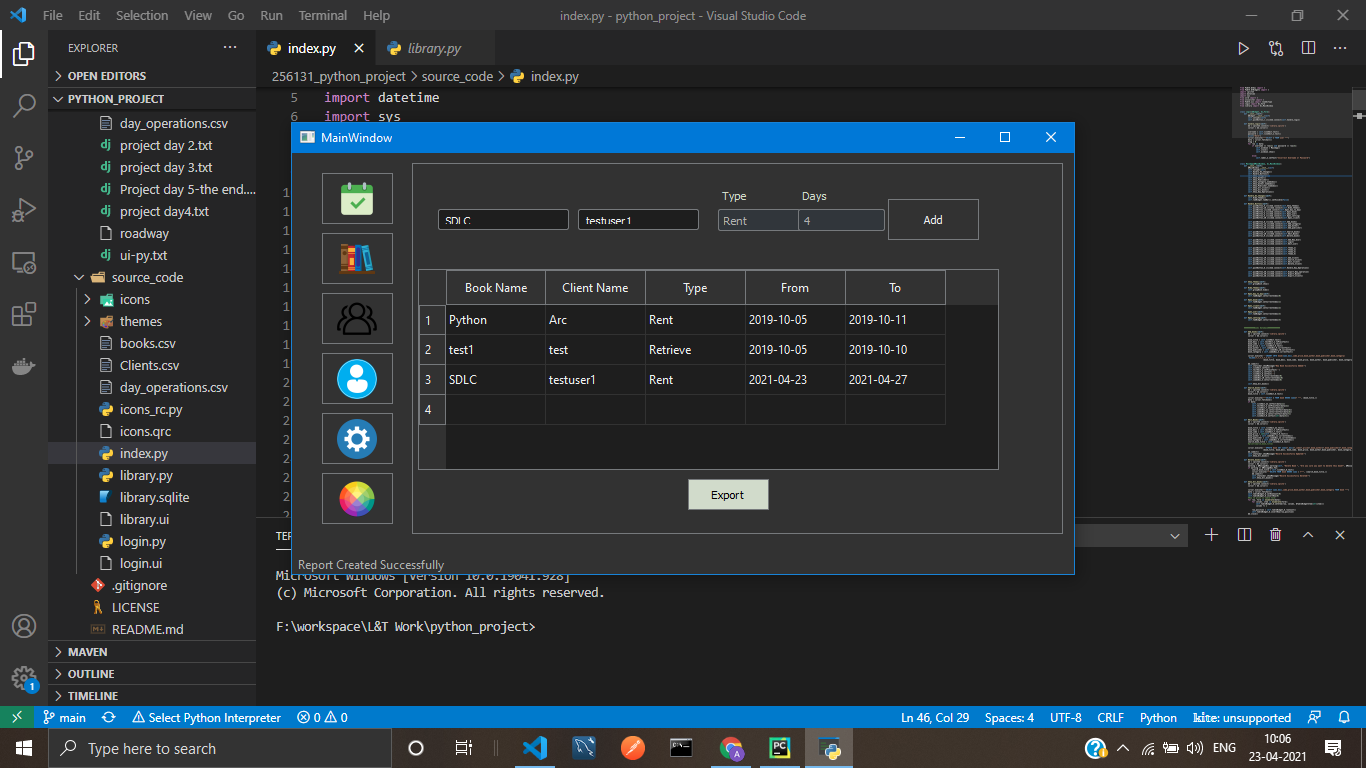 File Edit Selection View Go Run Terminal Help
index.py - python_project - Visual Studio Code
EXPLORER
OPEN EDITORS
PYTHON_PROJECT
day_operations.csv
project day 2.txt
project day 3.txt
Project day 5-the end....
project day4.txt
roadway
ui-py.txt
source_code
icons
themes
books.csv
Clients.csv
day_operations.csv
icons_rc.py
icons.qrc
index.py
library.py
library.sqlite
library.ui
login.py
login.ui
.gitignore
LICENSE
README.md
MAVEN
OUTLINE
TIMELINE
index.py
library.py
256131_python_project > source_code > index.py
5 import datetime
6 import sys
MainWindow
Type Days
SDLC testuser1 Rent 4 Add
Book Name Client Name Type From To
1 Python Arc Rent 2019-10-05 2019-10-11
2 test1 test Retrieve 2019-10-05 2019-10-10
3 SDLC testuser1 Rent 2021-04-23 2021-04-27
4
Export
Report Created Successfully
Microsoft Windows [Version 10.0.19041.928]
(c) Microsoft Corporation. All rights reserved.
F:\workspace\L&T Work\python_project>
main Select Python Interpreter 0 0 Ln 46, Col 29 Spaces: 4 UTF-8 CRLF Python kite: unsupported
1
Type here to search
ENG
10:06
23-04-2021